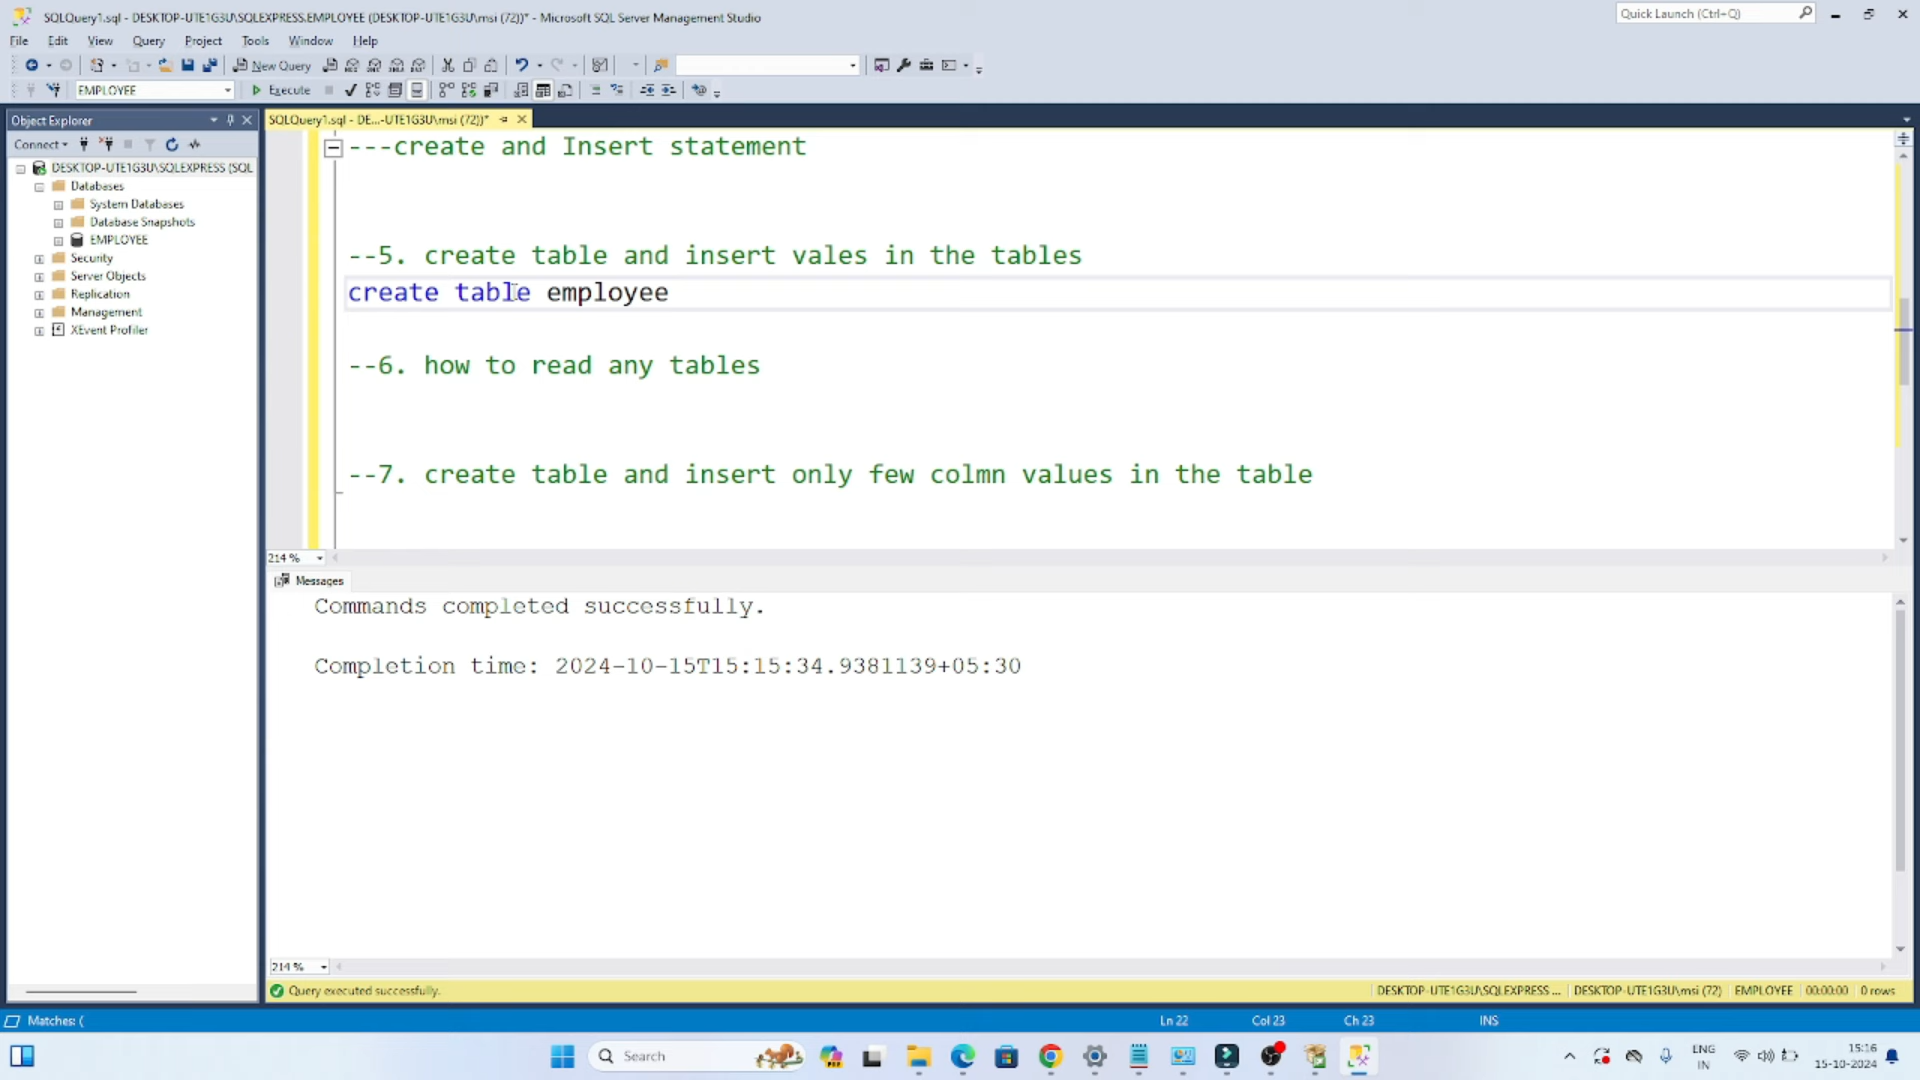 SQLQuery1.sql - DESKTOP-UTE1G3U\SQLEXPRESS.EMPLOYEE (DESKTOP-UTE1G3U\msi (72))* - Microsoft SQL Server Management Studio
Quick Launch (Ctrl+Q)
File Edit View Query Project Tools Window Help
New Query
EMPLOYEE
Execute
Object Explorer
SQLQuery1.sql - DE...-UTE1G3U\msi (72))*
Connect
DESKTOP-UTE1G3U\SQLEXPRESS (SQL
Databases
System Databases
Database Snapshots
EMPLOYEE
Security
Server Objects
Replication
Management
XEvent Profiler
---create and Insert statement
--5. create table and insert vales in the tables
create table employee
--6. how to read any tables
--7. create table and insert only few colmn values in the table
214 %
Messages
Commands completed successfully.
Completion time: 2024-10-15T15:15:34.9381139+05:30
214 %
Query executed successfully.
DESKTOP-UTE1G3U\SQLEXPRESS ... DESKTOP-UTE1G3U\msi (72) EMPLOYEE 00:00:00 0 rows
Matches: (
Ln 22 Col 23 Ch 23 INS
Search
ENG
IN
15:16
15-10-2024